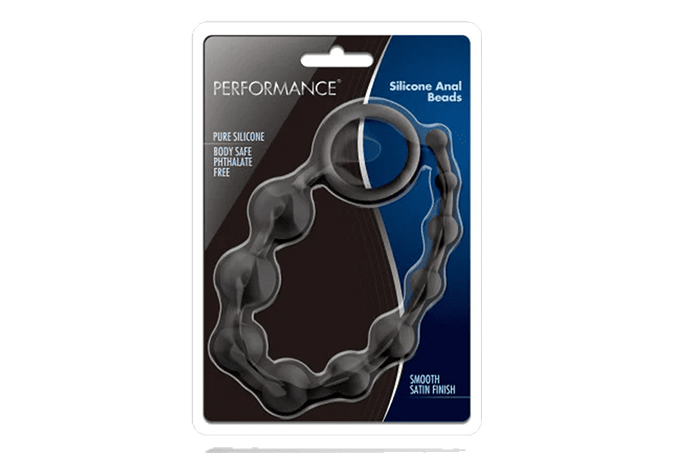 PERFORMANCE®
Silicone Anal
Beads
PURE SILICONE
BODY SAFE
PHTHALATE
FREE
SMOOTH
SATIN FINISH